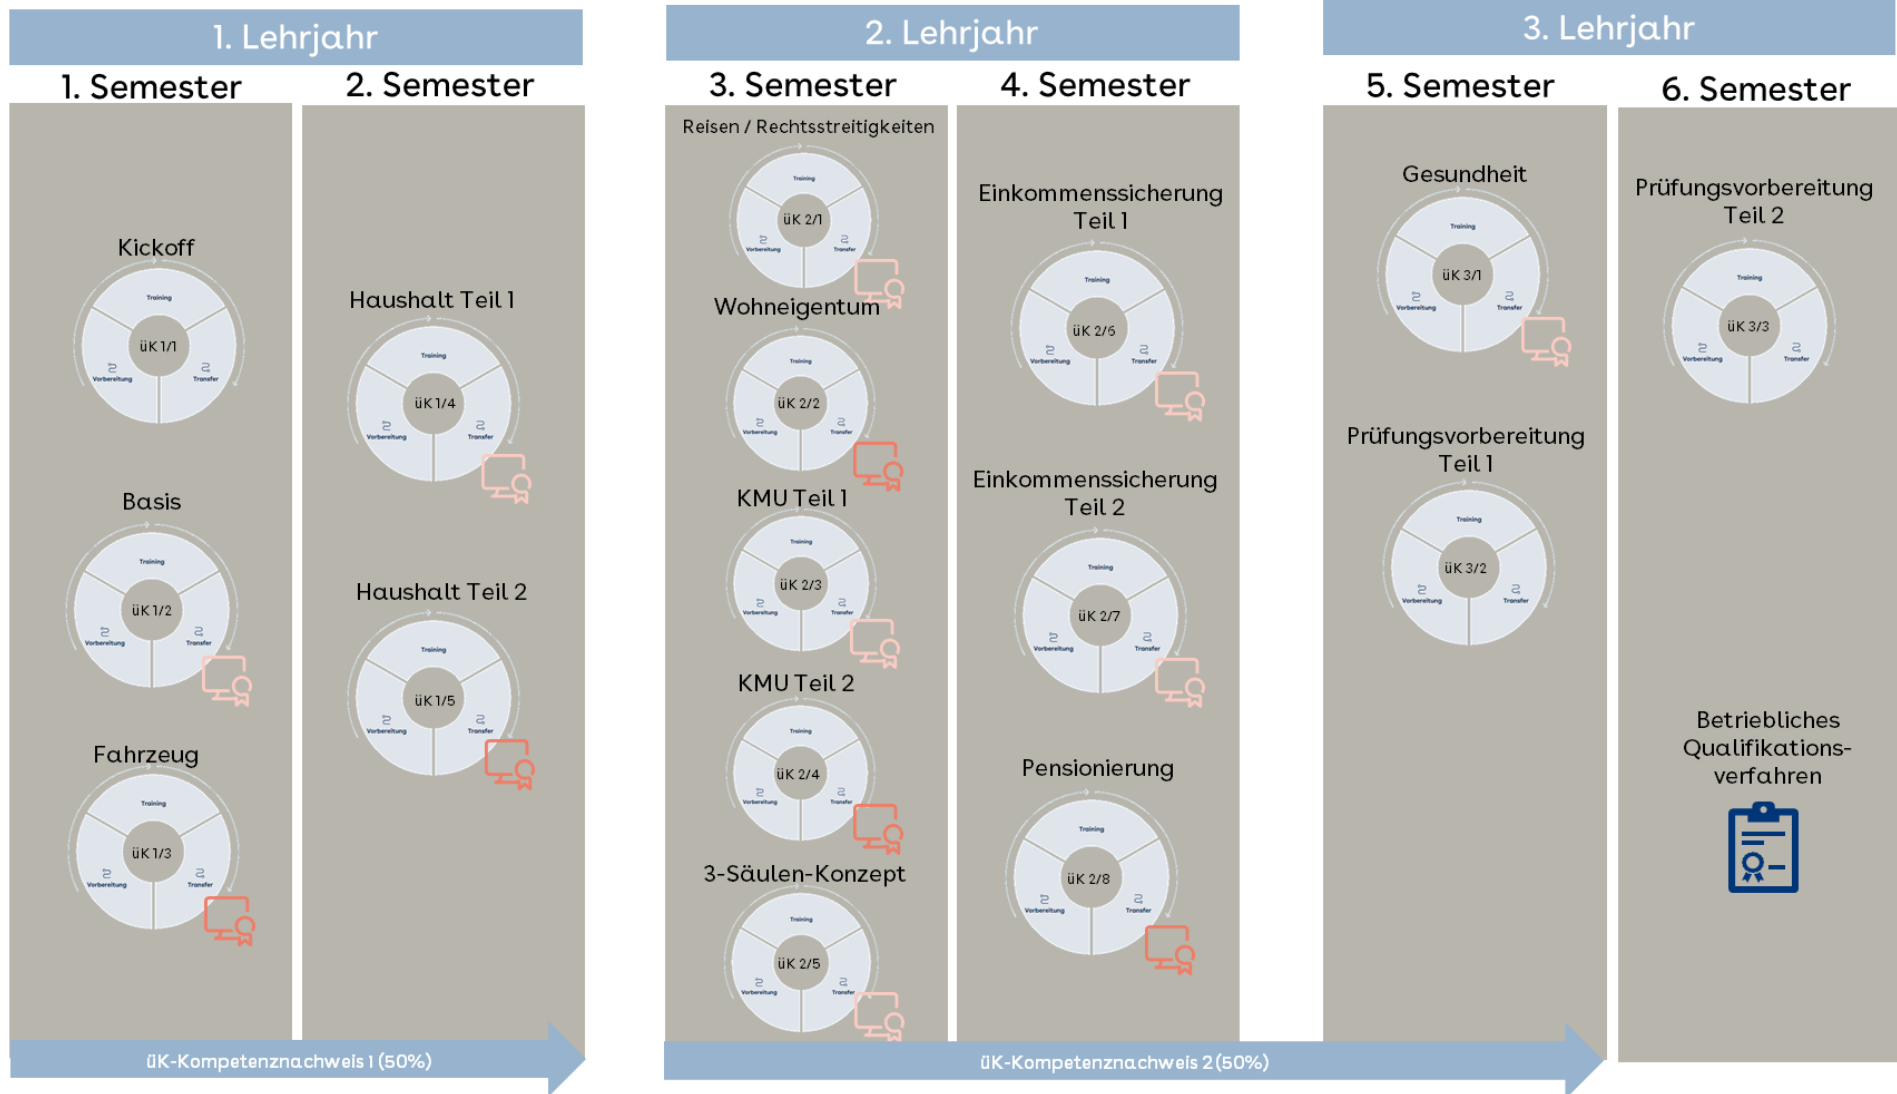 1. Lehrjahr
1. Semester
Kickoff
Training
üK 1/1
Vorbereitung
Transfer
Basis
Training
üK 1/2
Vorbereitung
Transfer
Fahrzeug
Training
üK 1/3
Vorbereitung
Transfer
2. Semester
Haushalt Teil 1
Training
üK 1/4
Vorbereitung
Transfer
Haushalt Teil 2
Training
üK 1/5
Vorbereitung
Transfer
üK-Kompetenznachweis 1 (50%)
2. Lehrjahr
3. Semester
Reisen / Rechtsstreitigkeiten
Training
üK 2/1
Vorbereitung
Transfer
Wohneigentum
Training
üK 2/2
Vorbereitung
Transfer
KMU Teil 1
Training
üK 2/3
Vorbereitung
Transfer
KMU Teil 2
Training
üK 2/4
Vorbereitung
Transfer
3-Säulen-Konzept
Training
üK 2/5
Vorbereitung
Transfer
4. Semester
Einkommenssicherung
Teil 1
Training
üK 2/6
Vorbereitung
Transfer
Einkommenssicherung
Teil 2
Training
üK 2/7
Vorbereitung
Transfer
Pensionierung
Training
üK 2/8
Vorbereitung
Transfer
3. Lehrjahr
5. Semester
Gesundheit
Training
üK 3/1
Vorbereitung
Transfer
Prüfungsvorbereitung
Teil 1
Training
üK 3/2
Vorbereitung
Transfer
üK-Kompetenznachweis 2 (50%)
6. Semester
Prüfungsvorbereitung
Teil 2
Training
üK 3/3
Vorbereitung
Transfer
Betriebliches
Qualifikations-
verfahren